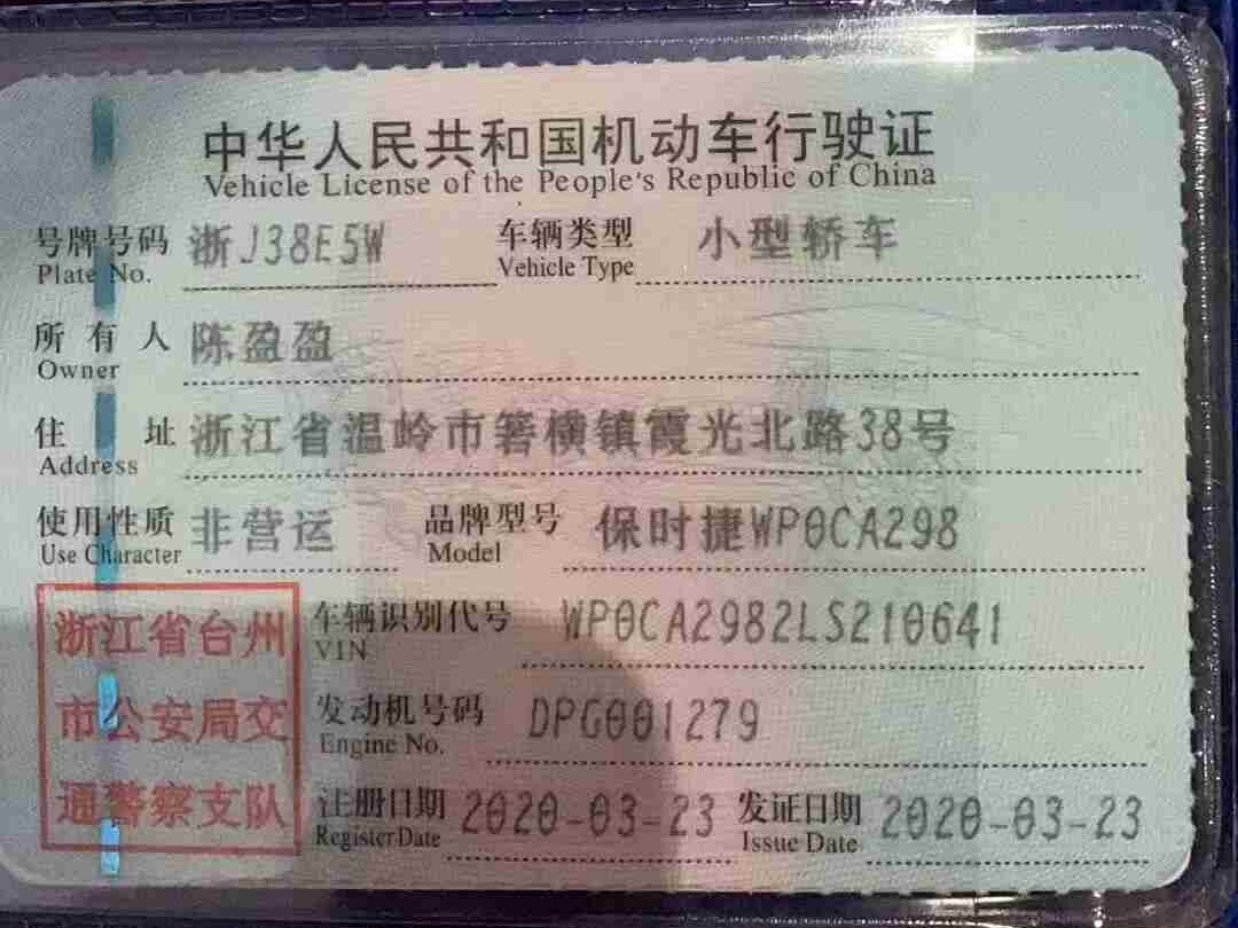 中华人民共和国机动车行驶证
Vehicle License of the People's Republic of China
号牌号码 浙J38E5W 车辆类型 小型轿车
Plate No. Vehicle Type
所有人 陈盈盈
Owner
住址 浙江省温岭市箬横镇霞光北路38号
Address
使用性质 非营运 品牌型号 保时捷WP0CA298
Use Character Model
浙江省台州 车辆识别代号 WP0CA2982LS210641
VIN
市公安局交 发动机号码 DPG001279
Engine No.
通警察支队 注册日期 2020-03-23 发证日期 2020-03-23
Register Date Issue Date